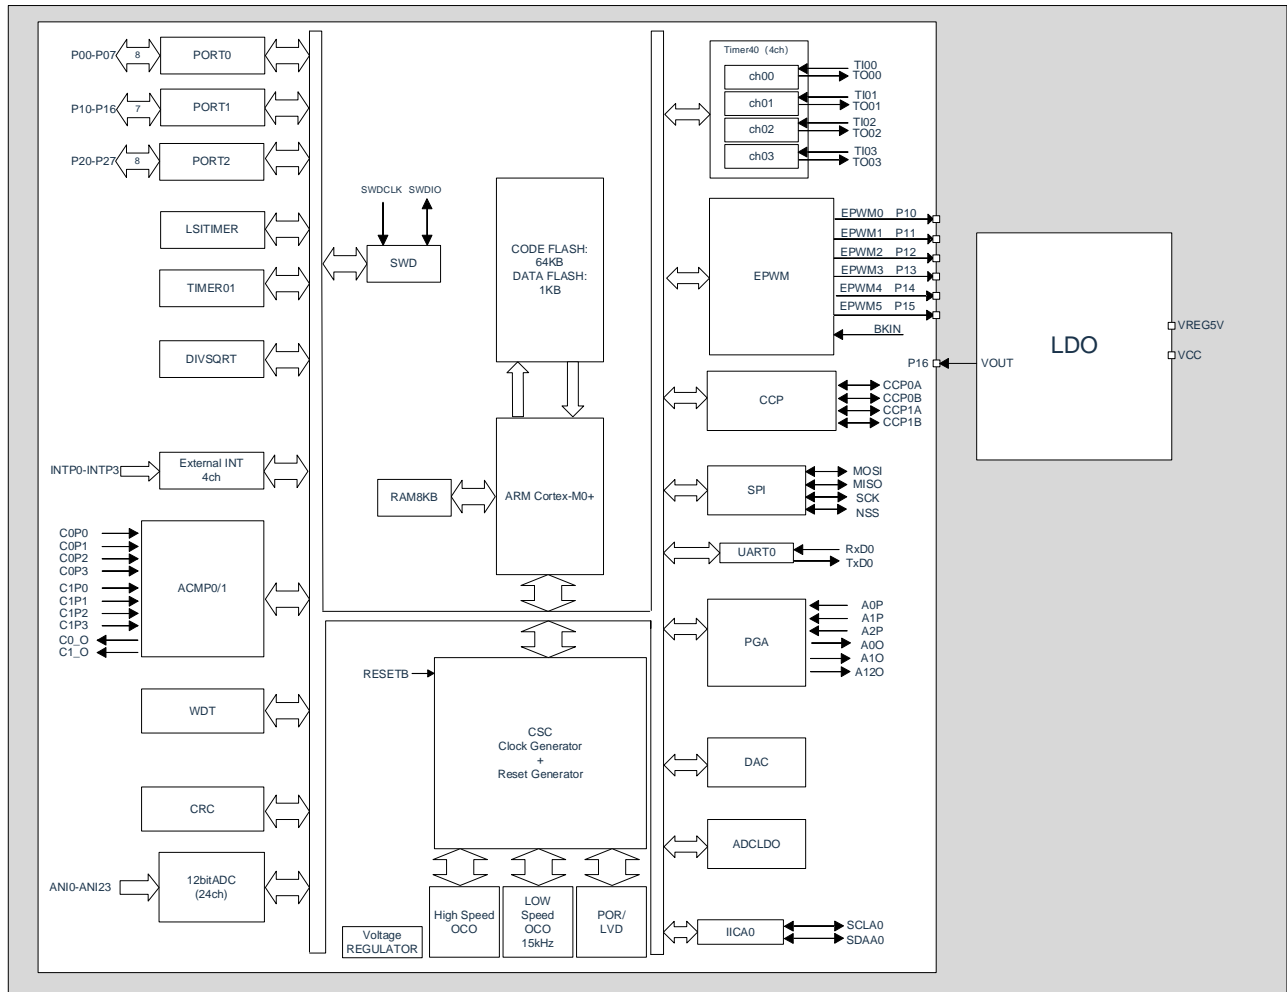 P00-P07
8
PORT0
P10-P16
7
PORT1
P20-P27
8
PORT2
LSITIMER
TIMER01
DIVSQRT
INTP0-INTP3
External INT
4ch
C0P0
C0P1
C0P2
C0P3
C1P0
C1P1
C1P2
C1P3
C0_O
C1_O
ACMP0/1
WDT
CRC
ANI0-ANI23
12bitADC
(24ch)
SWDCLK
SWDIO
SWD
CODE FLASH:
64KB
DATA FLASH:
1KB
RAM8KB
ARM Cortex-M0+
RESETB
CSC
Clock Generator
+
Reset Generator
Voltage
REGULATOR
High Speed
OCO
LOW
Speed
OCO
15kHz
POR/
LVD
Timer40 (4ch)
ch00
ch01
ch02
ch03
TI00
TO00
TI01
TO01
TI02
TO02
TI03
TO03
EPWM
EPWM0 P10
EPWM1 P11
EPWM2 P12
EPWM3 P13
EPWM4 P14
EPWM5 P15
BKIN
P16
VOUT
LDO
VREG5V
VCC
CCP
CCP0A
CCP0B
CCP1A
CCP1B
SPI
MOSI
MISO
SCK
NSS
UART0
RxD0
TxD0
PGA
A0P
A1P
A2P
A0O
A1O
A12O
DAC
ADCLDO
IICA0
SCLA0
SDAA0